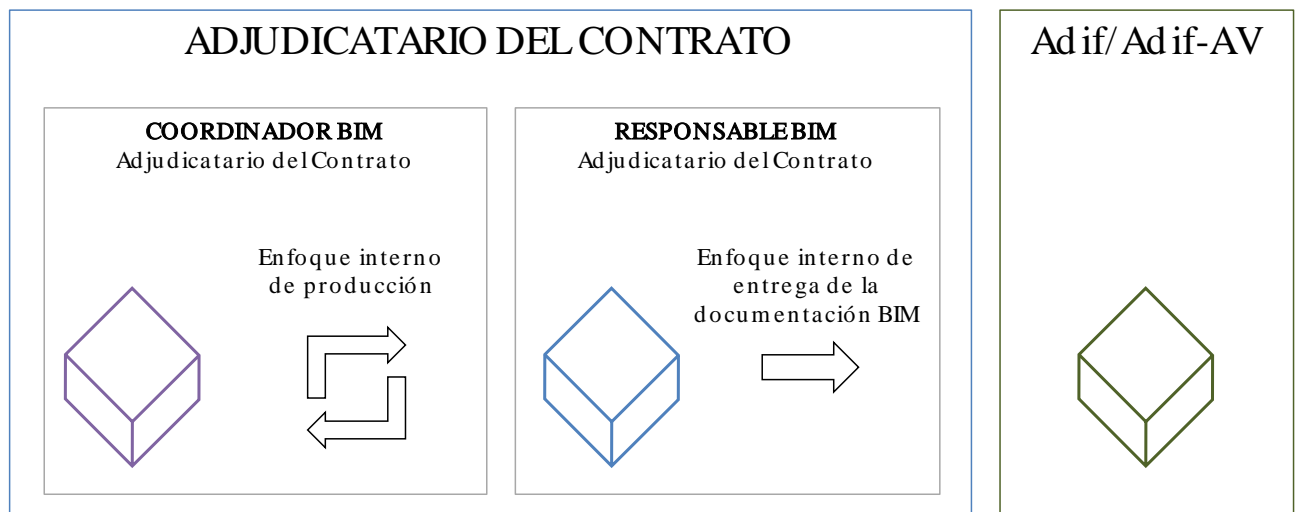 ADJUDICATARIO DEL CONTRATO
Adif/Adif-AV
COORDINADOR BIM
Adjudicatario del Contrato
RESPONSABLE BIM
Adjudicatario del Contrato
Enfoque interno
de producción
Enfoque interno de
entrega de la
documentación BIM